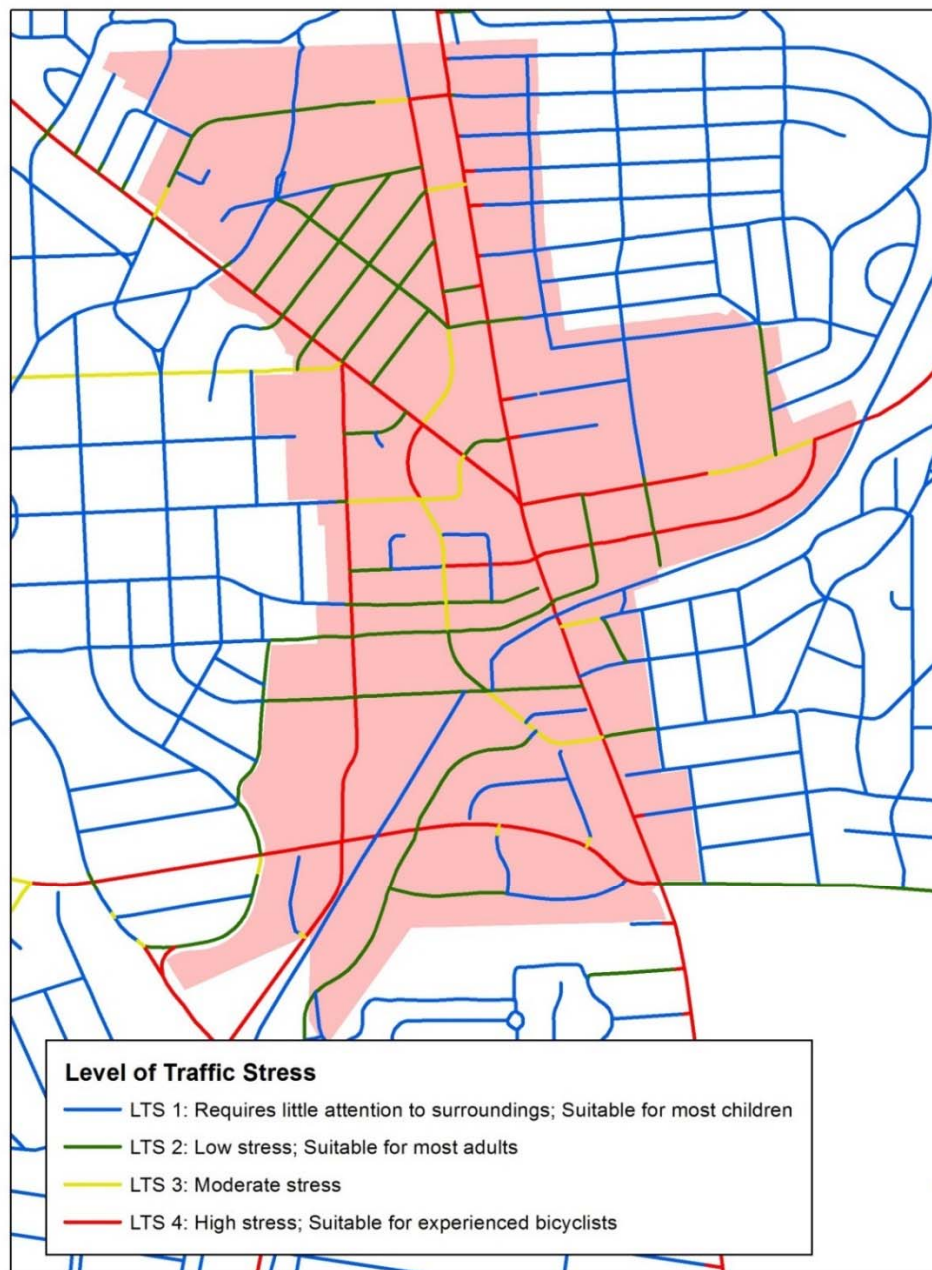 Level of Traffic Stress
LTS 1: Requires little attention to surroundings; Suitable for most children
LTS 2: Low stress; Suitable for most adults
LTS 3: Moderate stress
LTS 4: High stress; Suitable for experienced bicyclists